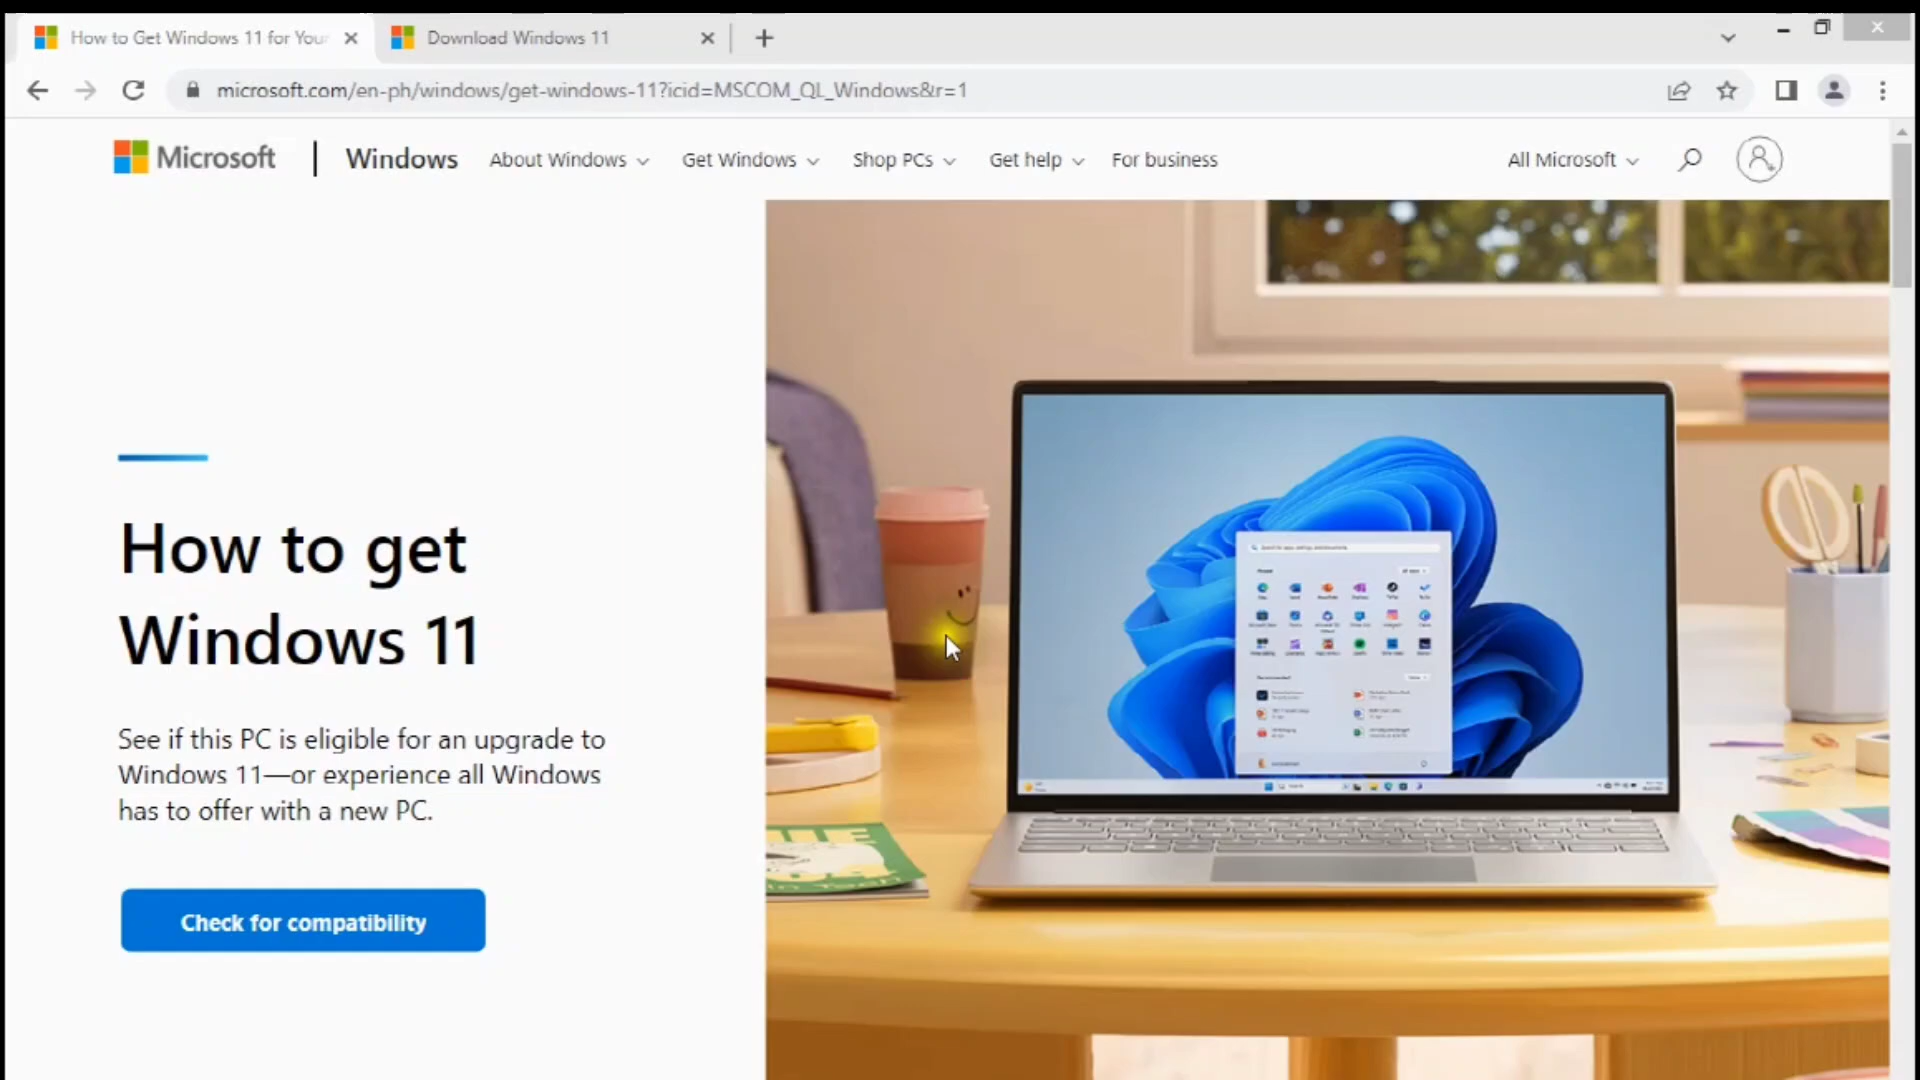 How to Get Windows 11 for Your
Download Windows 11
microsoft.com/en-ph/windows/get-windows-11?icid=MSCOM_QL_Windows&r=1
Microsoft
Windows
About Windows
Get Windows
Shop PCs
Get help
For business
All Microsoft
How to get
Windows 11
See if this PC is eligible for an upgrade to
Windows 11—or experience all Windows
has to offer with a new PC.
Check for compatibility